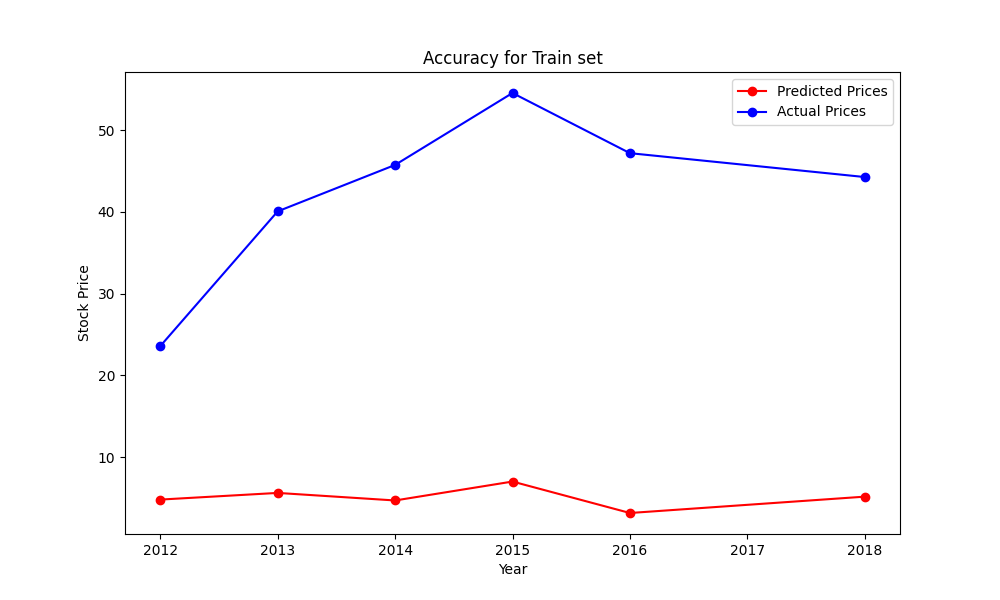 Accuracy for Train set
Predicted Prices
Actual Prices
Stock Price
50
40
30
20
10
2012 2013 2014 2015 2016 2017 2018
Year